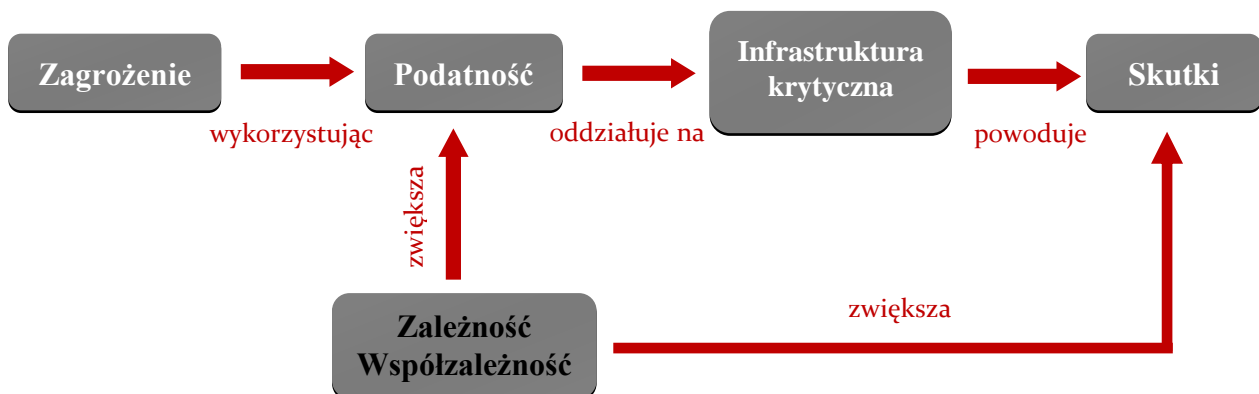 Zagrożenie
Podatność
Infrastruktura
krytyczna
Skutki
wykorzystując
oddziałuje na
powoduje
zwiększa
zwiększa
Zależność
Współzależność